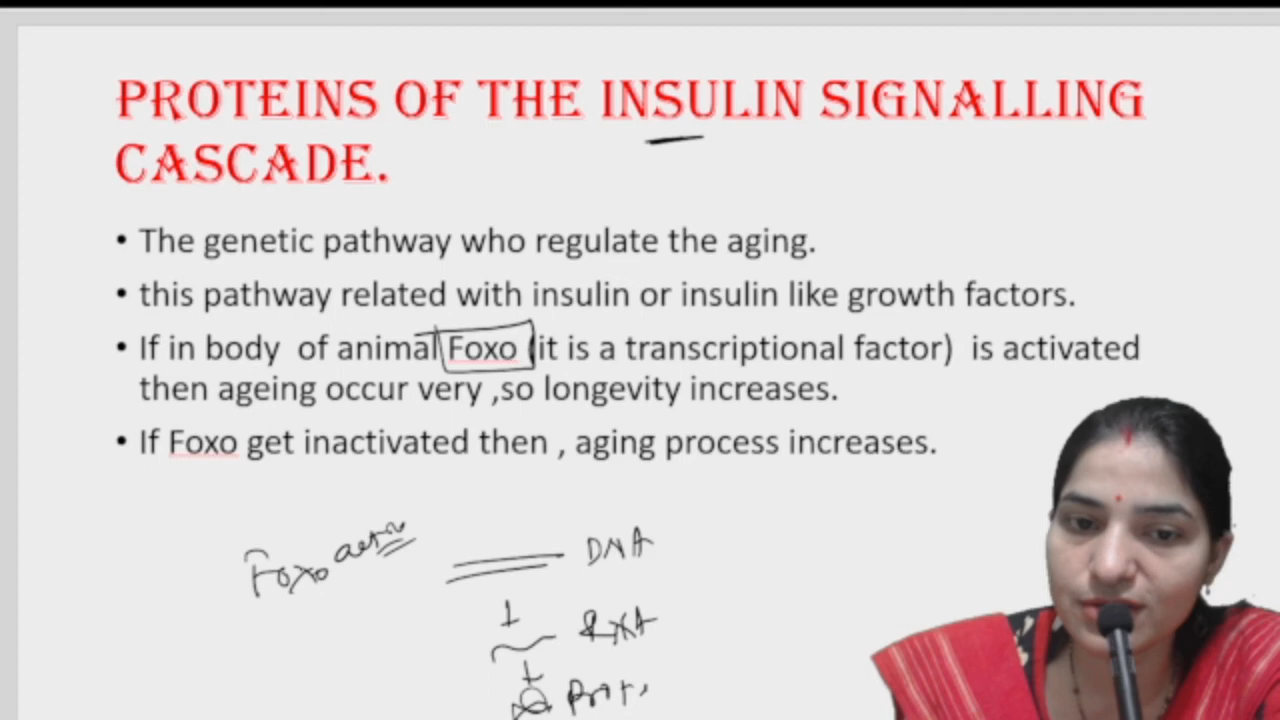 PROTEINS OF THE INSULIN SIGNALLING
CASCADE.
• The genetic pathway who regulate the aging.
• this pathway related with insulin or insulin like growth factors.
• If in body of animal Foxo (it is a transcriptional factor) is activated
then ageing occur very ,so longevity increases.
• If Foxo get inactivated then , aging process increases.
Foxo active DNA